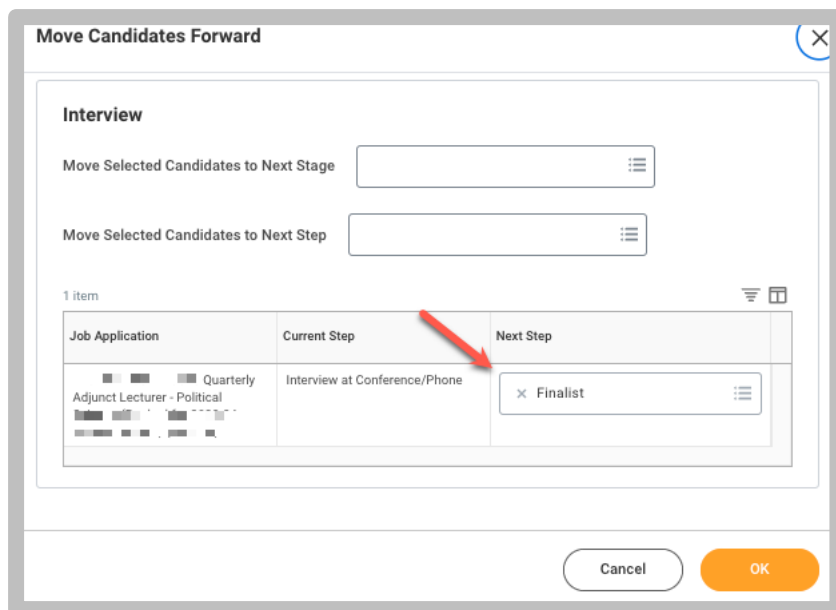 Move Candidates Forward
Interview
Move Selected Candidates to Next Stage
Move Selected Candidates to Next Step
1 item
Job Application
Current Step
Next Step
Quarterly
Adjunct Lecturer - Political
Interview at Conference/Phone
Finalist
Cancel
OK